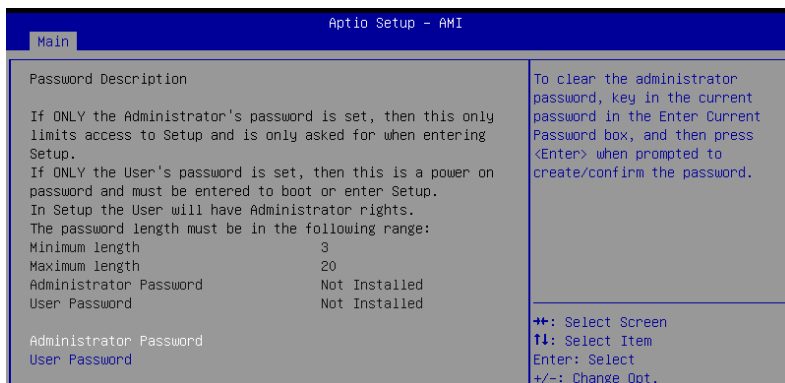 Aptio Setup - AMI
Main
Password Description
If ONLY the Administrator's password is set, then this only
limits access to Setup and is only asked for when entering
Setup.
If ONLY the User's password is set, then this is a power on
password and must be entered to boot or enter Setup.
In Setup the User will have Administrator rights.
The password length must be in the following range:
Minimum length 3
Maximum length 20
Administrator Password Not Installed
User Password Not Installed
Administrator Password
User Password
To clear the administrator
password, key in the current
password in the Enter Current
Password box, and then press
<Enter> when prompted to
create/confirm the password.
→←: Select Screen
↑↓: Select Item
Enter: Select
+/-: Change Opt.